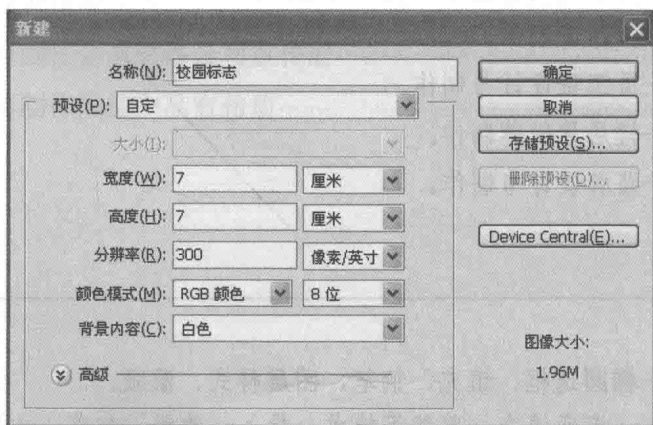 新建
名称(N): 校园标志
预设(P): 自定
大小(I):
宽度(W): 7 厘米
高度(H): 7 厘米
分辨率(R): 300 像素/英寸
颜色模式(M): RGB 颜色 8 位
背景内容(C): 白色
高级
确定
取消
存储预设(S)...
删除预设(D)...
Device Central(E)...
图像大小:
1.96M